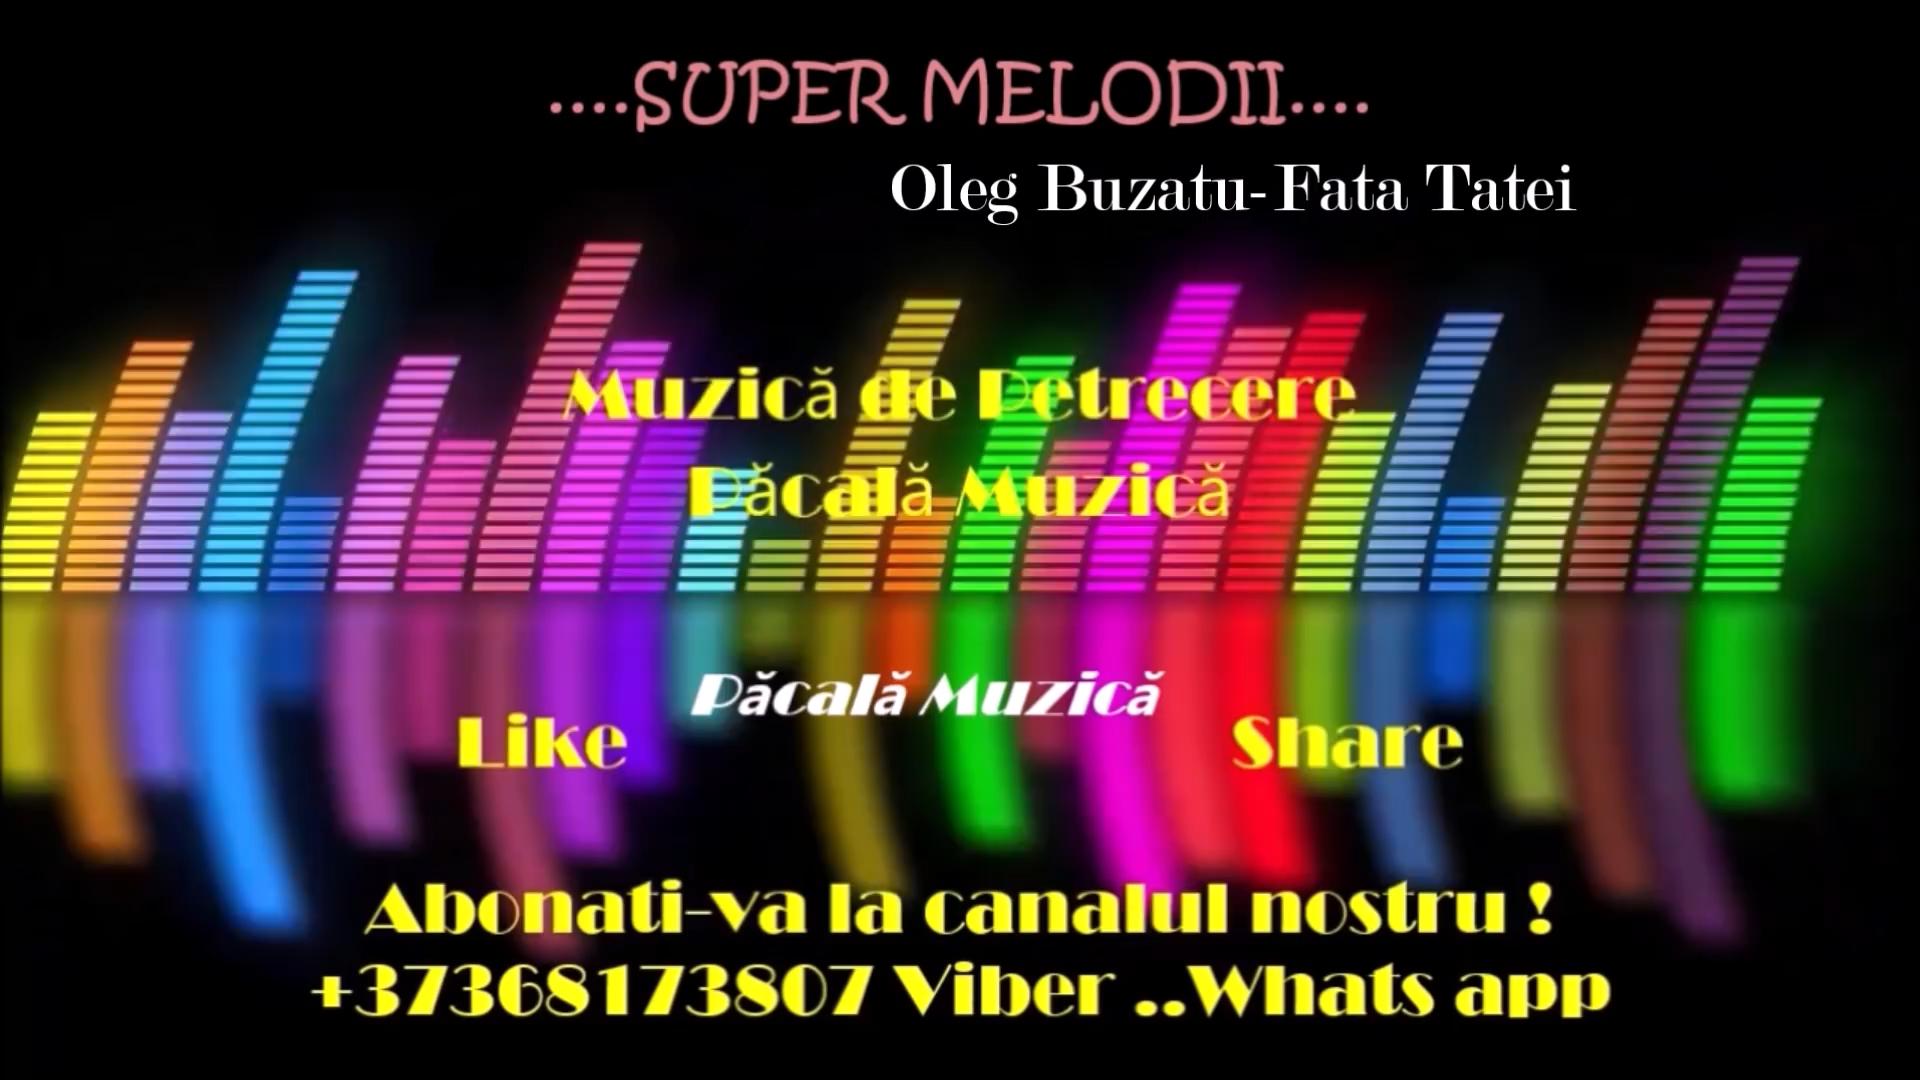 ....SUPER MELODII....
Oleg Buzatu-Fata Tatei
Muzică de Petrecere
Păcală Muzică
Păcală Muzică
Like Share
Abonati-va la canalul nostru !
+37368173807 Viber ..Whats app